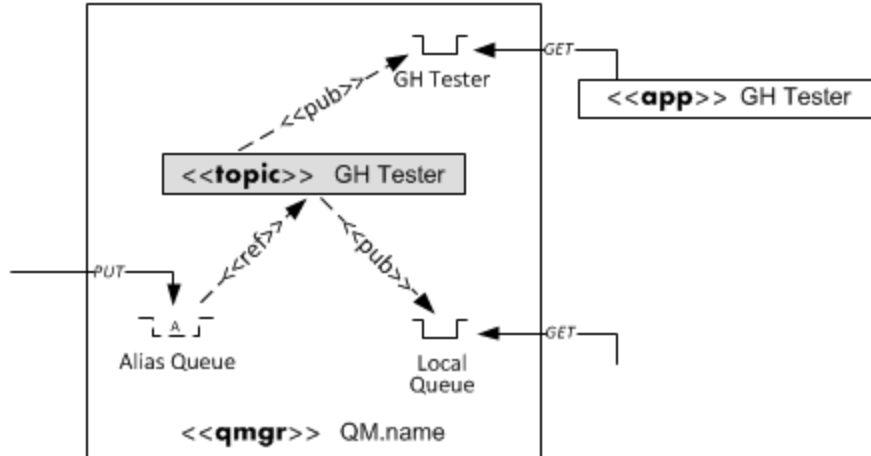 GET
GH Tester
<<app>> GH Tester
<<pub>>
<<topic>> GH Tester
<<ref>>
<<pub>>
PUT
A
GET
Alias Queue
Local
Queue
<<qmgr>> QM.name